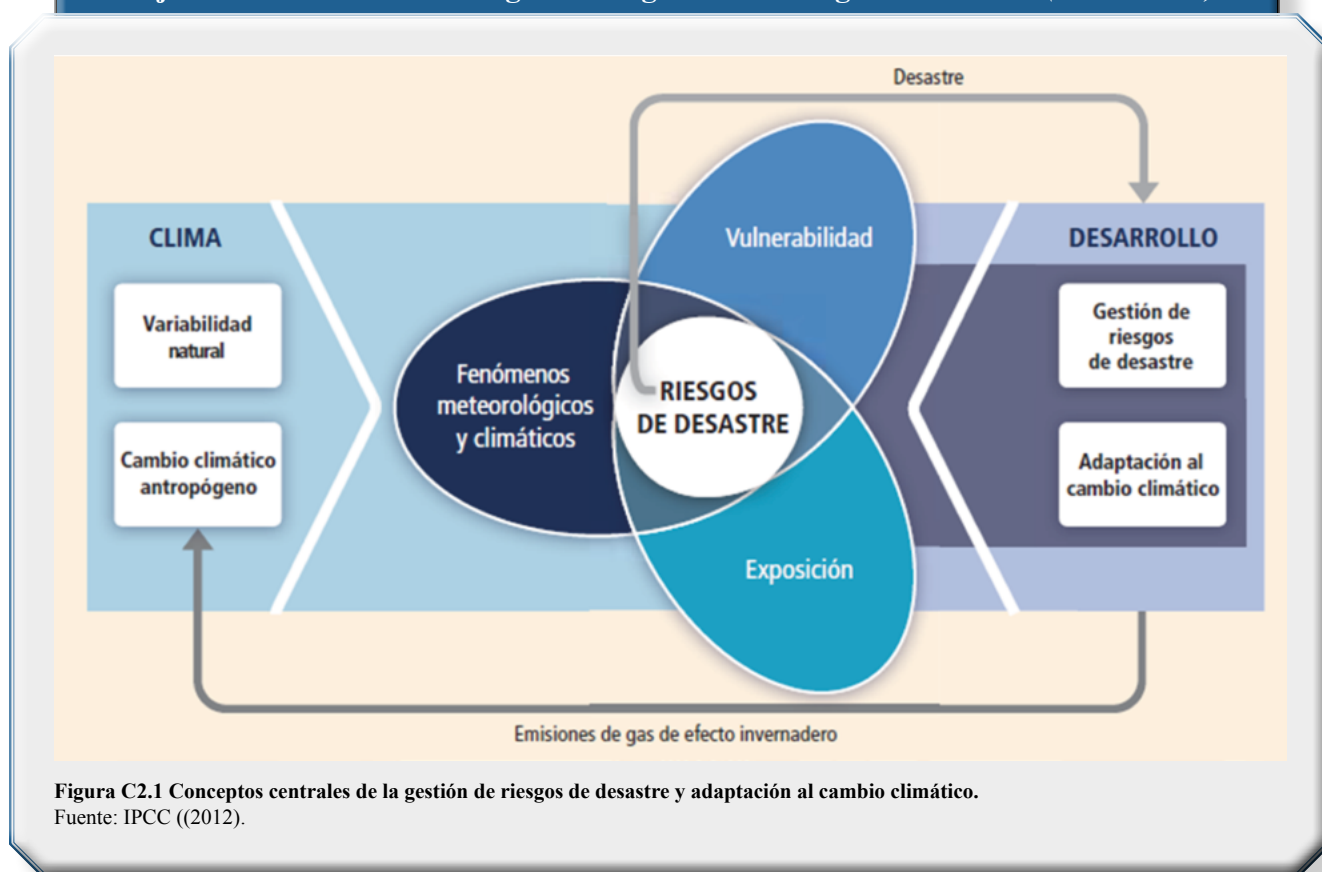 Desastre
CLIMA
Variabilidad
natural
Cambio climático
antropógeno
Fenómenos
meteorológicos
y climáticos
Vulnerabilidad
RIESGOS
DE DESASTRE
Exposición
DESARROLLO
Gestión de
riesgos
de desastre
Adaptación al
cambio climático
Emisiones de gas de efecto invernadero
Figura C2.1 Conceptos centrales de la gestión de riesgos de desastre y adaptación al cambio climático.
Fuente: IPCC ((2012).